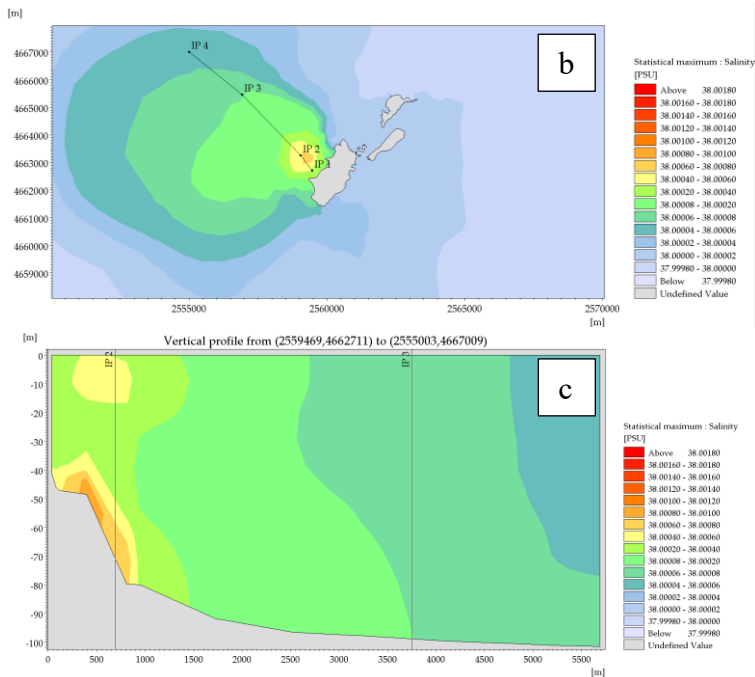 [m]
4667000
4666000
4665000
4664000
4663000
4662000
4661000
4660000
4659000
IP 4
IP 3
IP 2
IP 1
b
2555000 2560000 2565000 2570000
[m]
Statistical maximum : Salinity
[PSU]
Above 38.00180
38.00160 - 38.00180
38.00140 - 38.00160
38.00120 - 38.00140
38.00100 - 38.00120
38.00080 - 38.00100
38.00060 - 38.00080
38.00040 - 38.00060
38.00020 - 38.00040
38.00008 - 38.00020
38.00006 - 38.00008
38.00004 - 38.00006
38.00002 - 38.00004
38.00000 - 38.00002
37.99980 - 38.00000
Below 37.99980
Undefined Value
[m]
Vertical profile from (2559469,4662711) to (2555003,4667009)
0
-10
-20
-30
-40
-50
-60
-70
-80
-90
-100
IP 2
IP 3
c
0 500 1000 1500 2000 2500 3000 3500 4000 4500 5000 5500
[m]
Statistical maximum : Salinity
[PSU]
Above 38.00180
38.00160 - 38.00180
38.00140 - 38.00160
38.00120 - 38.00140
38.00100 - 38.00120
38.00080 - 38.00100
38.00060 - 38.00080
38.00040 - 38.00060
38.00020 - 38.00040
38.00008 - 38.00020
38.00006 - 38.00008
38.00004 - 38.00006
38.00002 - 38.00004
38.00000 - 38.00002
37.99980 - 38.00000
Below 37.99980
Undefined Value